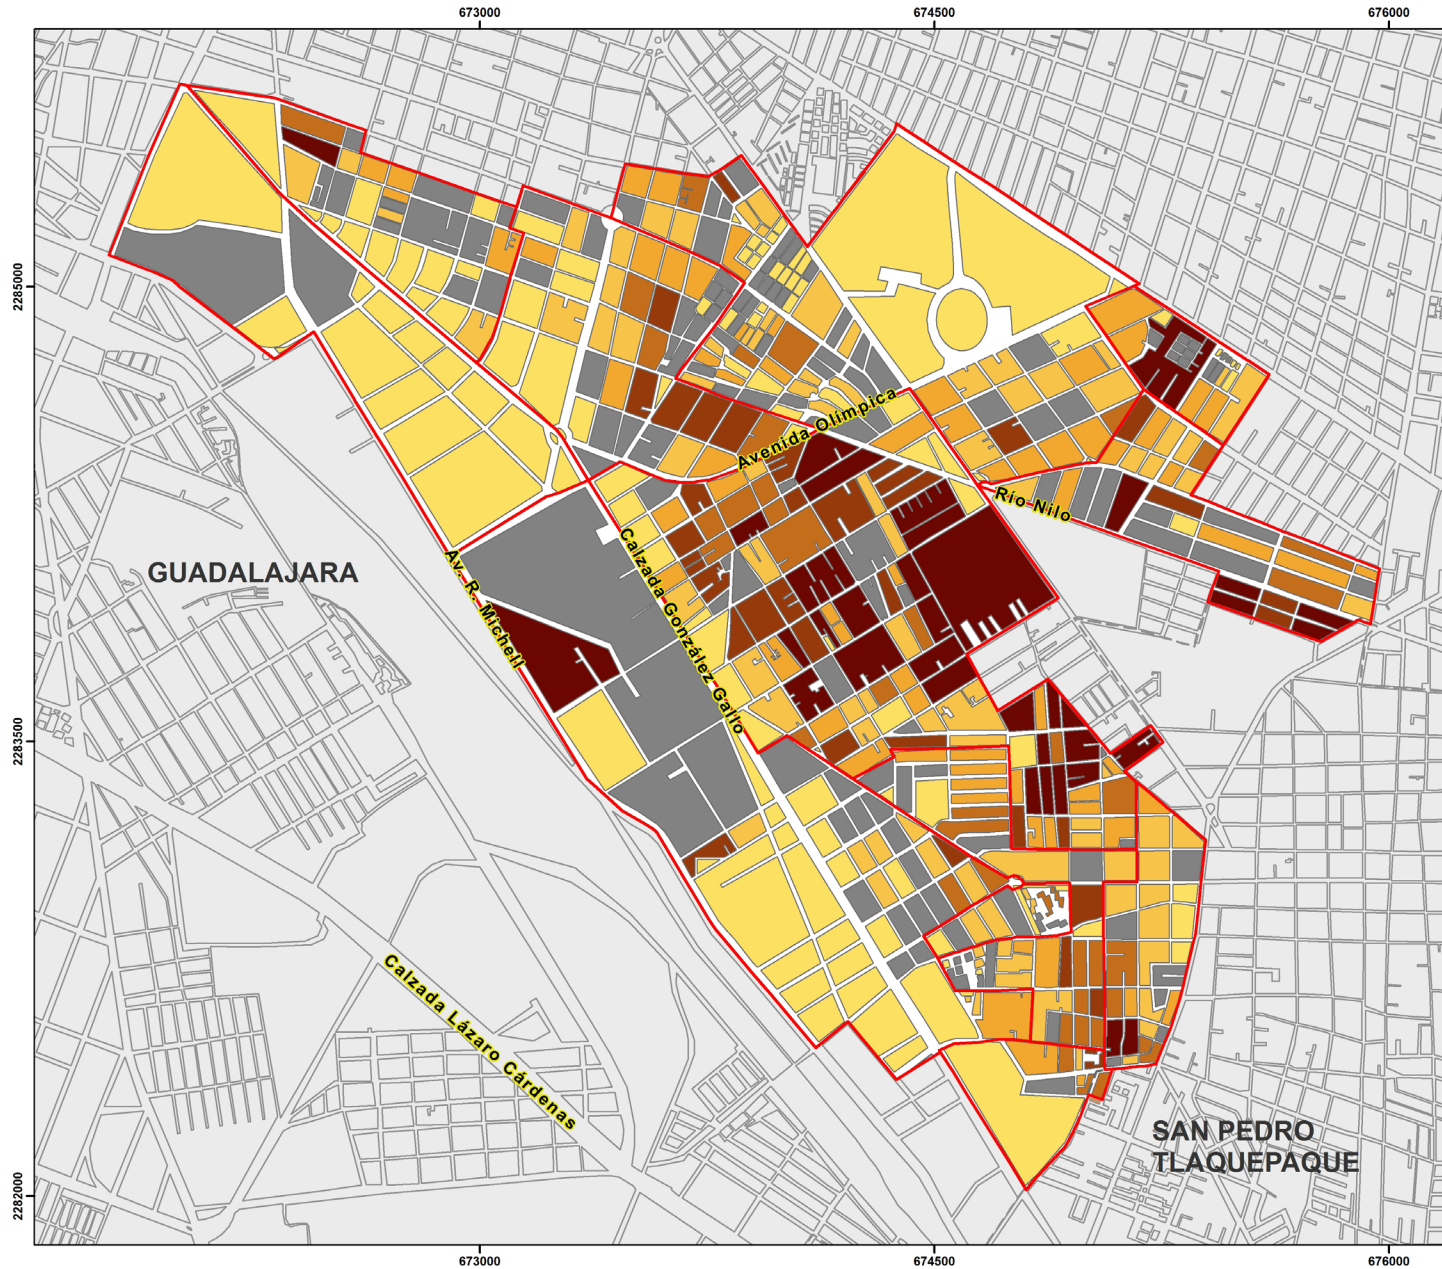 673000
674500
676000
2285000
Avenida Olímpica
Río Nilo
GUADALAJARA
Av. R. Michell
Calzada González Gallo
2283500
Calzada Lázaro Cárdenas
SAN PEDRO
TLAQUEPAQUE
2282000
673000
674500
676000